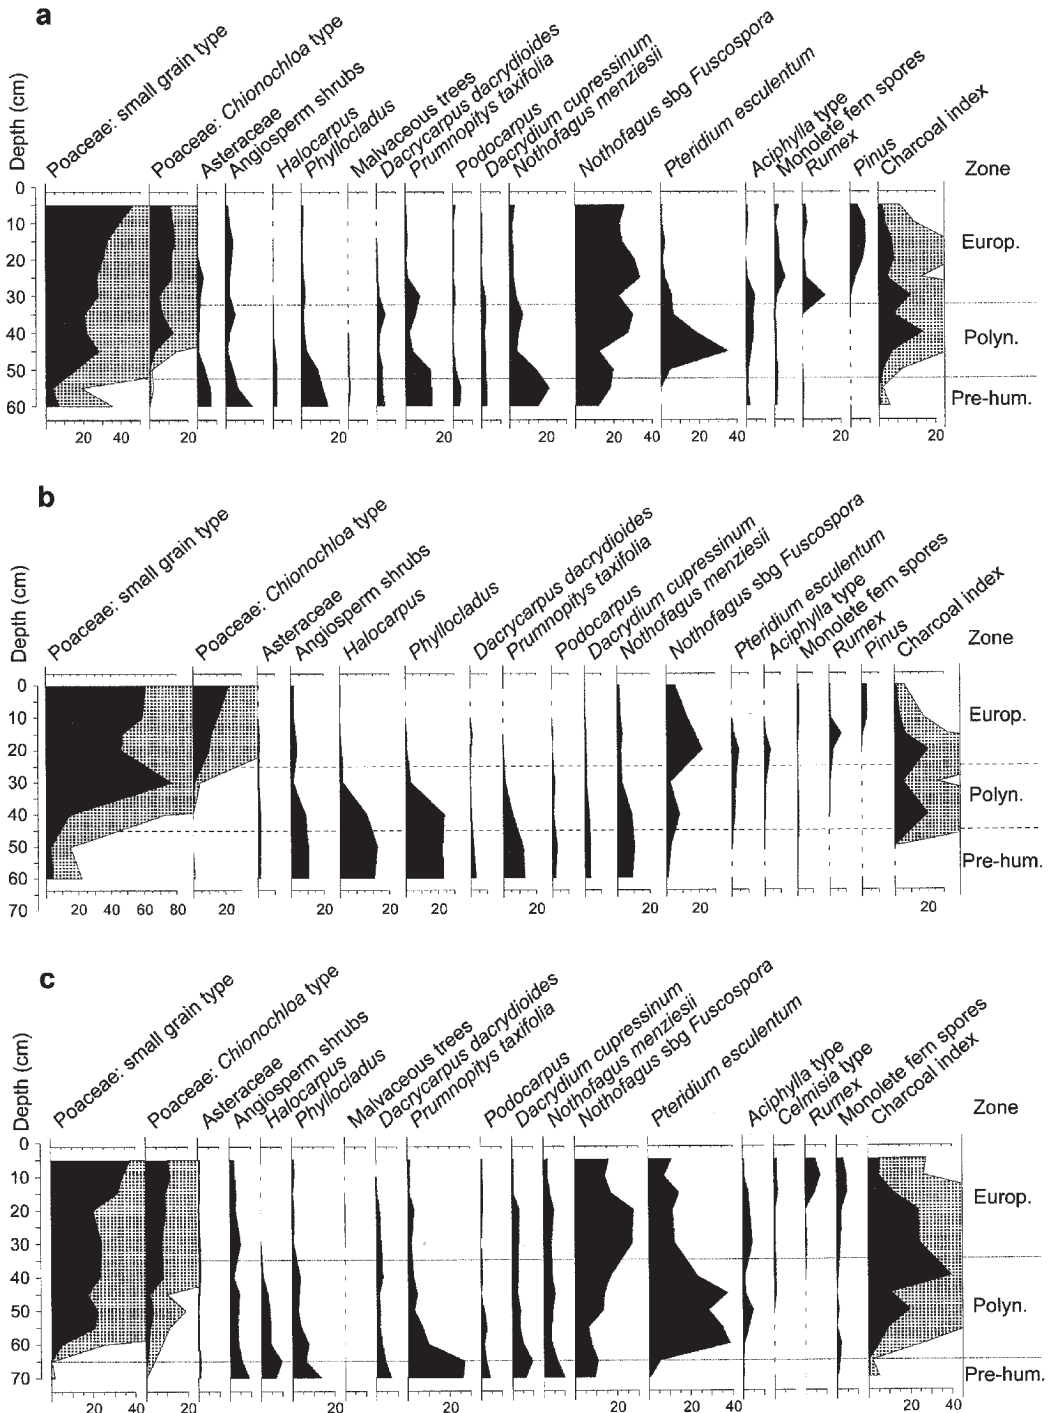 a
Depth (cm)
Poaceae: small grain type
Poaceae: Chionochloa type
Asteraceae
Angiosperm shrubs
Halocarpus
Phyllocladus
Malvaceous trees
Dacrycarpus dacrydioides
Prumnopitys taxifolia
Podocarpus
Dacrydium cupressinum
Nothofagus menziesii
Nothofagus sbg Fuscospora
Pteridium esculentum
Aciphylla type
Monolete fern spores
Rumex
Pinus
Charcoal index
Zone
0
10
20
30
40
50
60
Europ.
Polyn.
Pre-hum.
20 40 20 20 20 20 40 20 40 20 20
b
Depth (cm)
Poaceae: small grain type
Poaceae: Chionochloa type
Asteraceae
Angiosperm shrubs
Halocarpus
Phyllocladus
Dacrycarpus dacrydioides
Prumnopitys taxifolia
Podocarpus
Dacrydium cupressinum
Nothofagus menziesii
Nothofagus sbg Fuscospora
Pteridium esculentum
Aciphylla type
Monolete fern spores
Rumex
Pinus
Charcoal index
Zone
0
10
20
30
40
50
60
70
Europ.
Polyn.
Pre-hum.
20 40 60 80 20 20 20 20 20 20 20 20
c
Depth (cm)
Poaceae: small grain type
Poaceae: Chionochloa type
Asteraceae
Angiosperm shrubs
Halocarpus
Phyllocladus
Malvaceous trees
Dacrycarpus dacrydioides
Prumnopitys taxifolia
Podocarpus
Dacrydium cupressinum
Nothofagus menziesii
Nothofagus sbg Fuscospora
Pteridium esculentum
Aciphylla type
Celmisia type
Rumex
Monolete fern spores
Charcoal index
Zone
0
10
20
30
40
50
60
70
Europ.
Polyn.
Pre-hum.
20 40 20 20 20 20 20 40 20 40